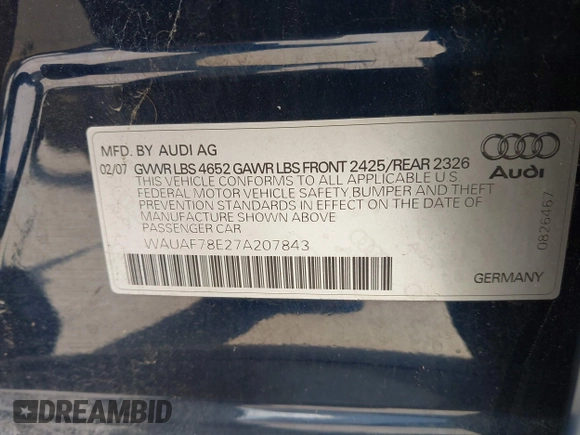 MFD. BY AUDI AG
02/07 GVWR LBS 4652 GAWR LBS FRONT 2425/REAR 2326
THIS VEHICLE CONFORMS TO ALL APPLICABLE U S
FEDERAL MOTOR VEHICLE SAFETY BUMPER AND THEFT
PREVENTION STANDARDS IN EFFECT ON THE DATE OF
MANUFACTURE SHOWN ABOVE
PASSENGER CAR
WAUAF78E27A207843
Audi
0826467
GERMANY
DREAMBID